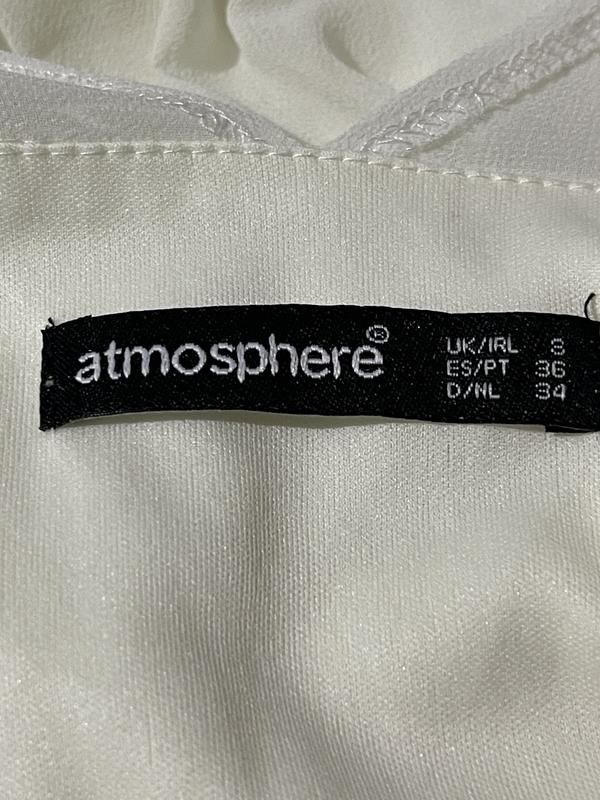 atmosphere®
UK/IRL 8
ES/PT 36
D/NL 34